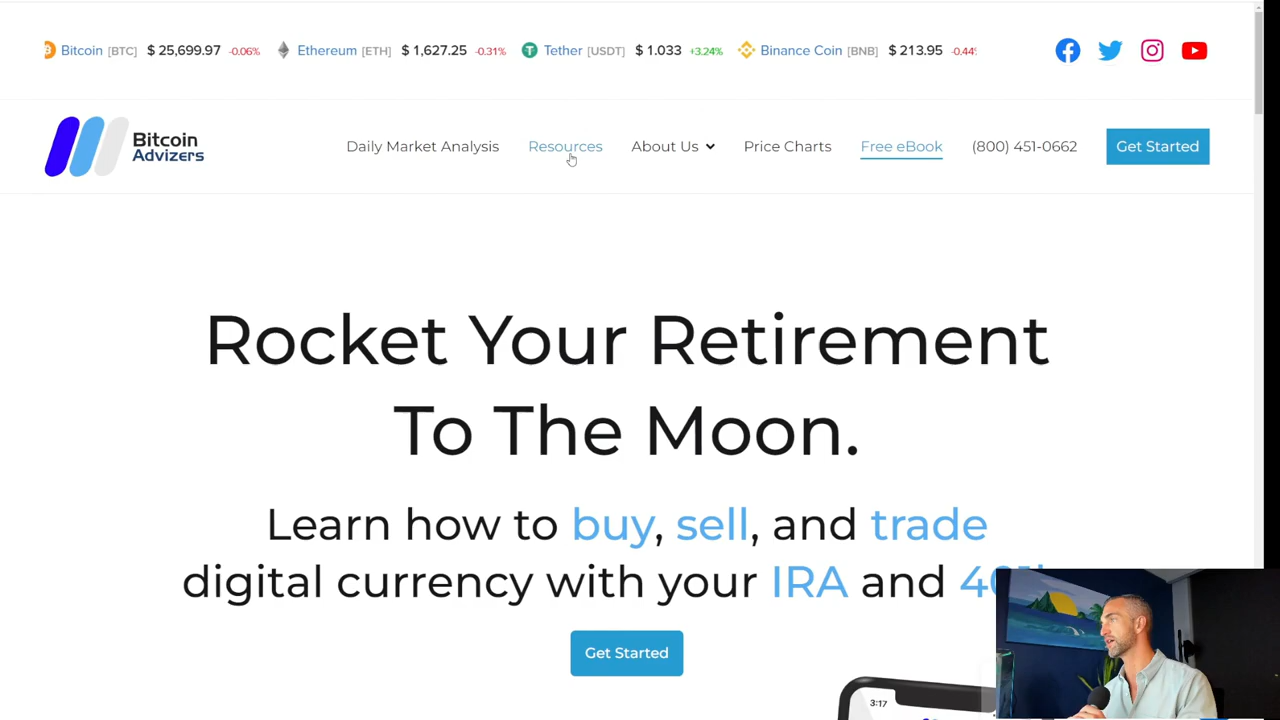 Bitcoin [BTC] $ 25,699.97 -0.06% Ethereum [ETH] $ 1,627.25 -0.31% Tether [USDT] $ 1.033 +3.24% Binance Coin [BNB] $ 213.95 -0.44%
Bitcoin
Advizers
Daily Market Analysis Resources About Us Price Charts Free eBook (800) 451-0662 Get Started
Rocket Your Retirement
To The Moon.
Learn how to buy, sell, and trade
digital currency with your IRA and
Get Started
3:17